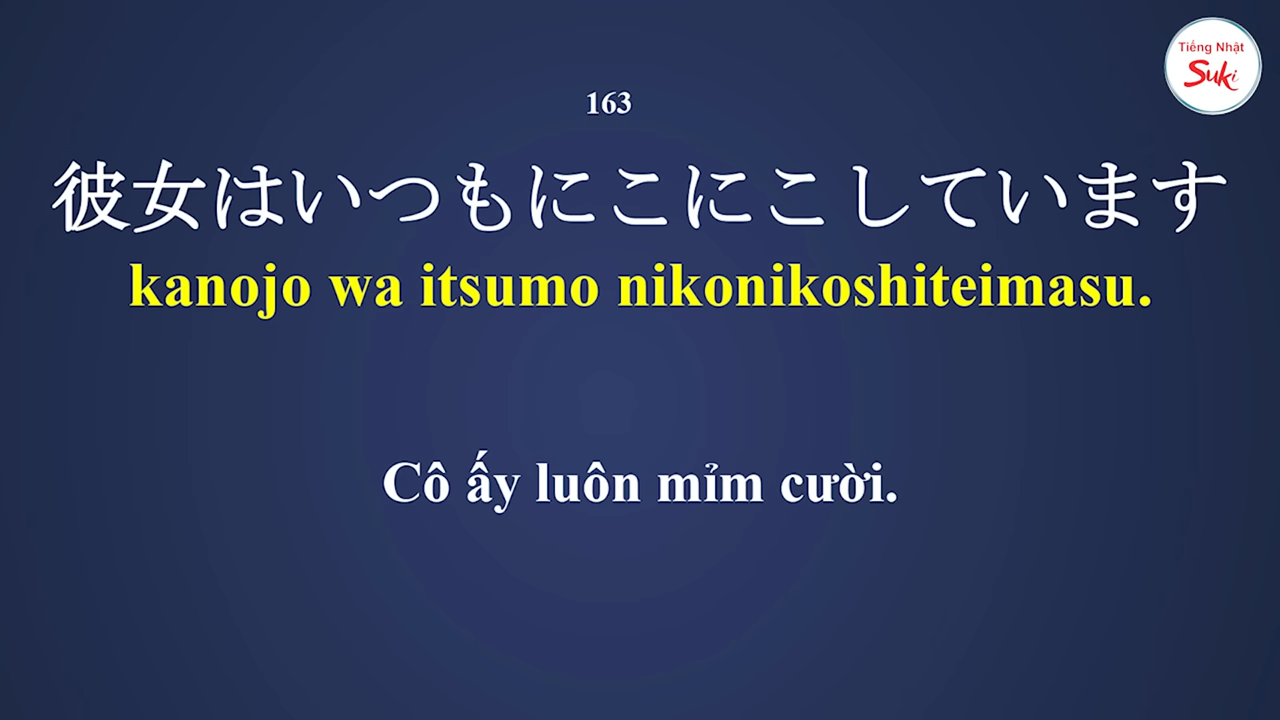 Tiếng Nhật
Suki
163
彼女はいつもにこにこしています
kanojo wa itsumo nikonikoshiteimasu.
Cô ấy luôn mỉm cười.